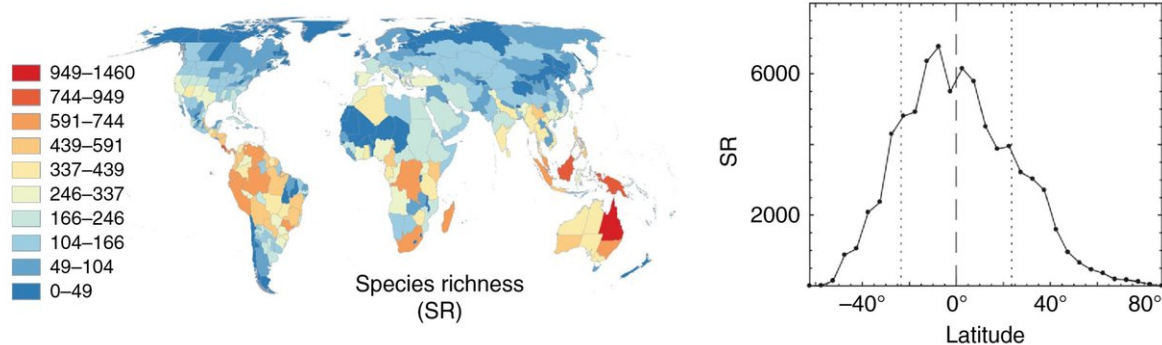 949–1460
744–949
591–744
439–591
337–439
246–337
166–246
104–166
49–104
0–49
Species richness
(SR)
SR
6000
2000
–40° 0° 40° 80°
Latitude